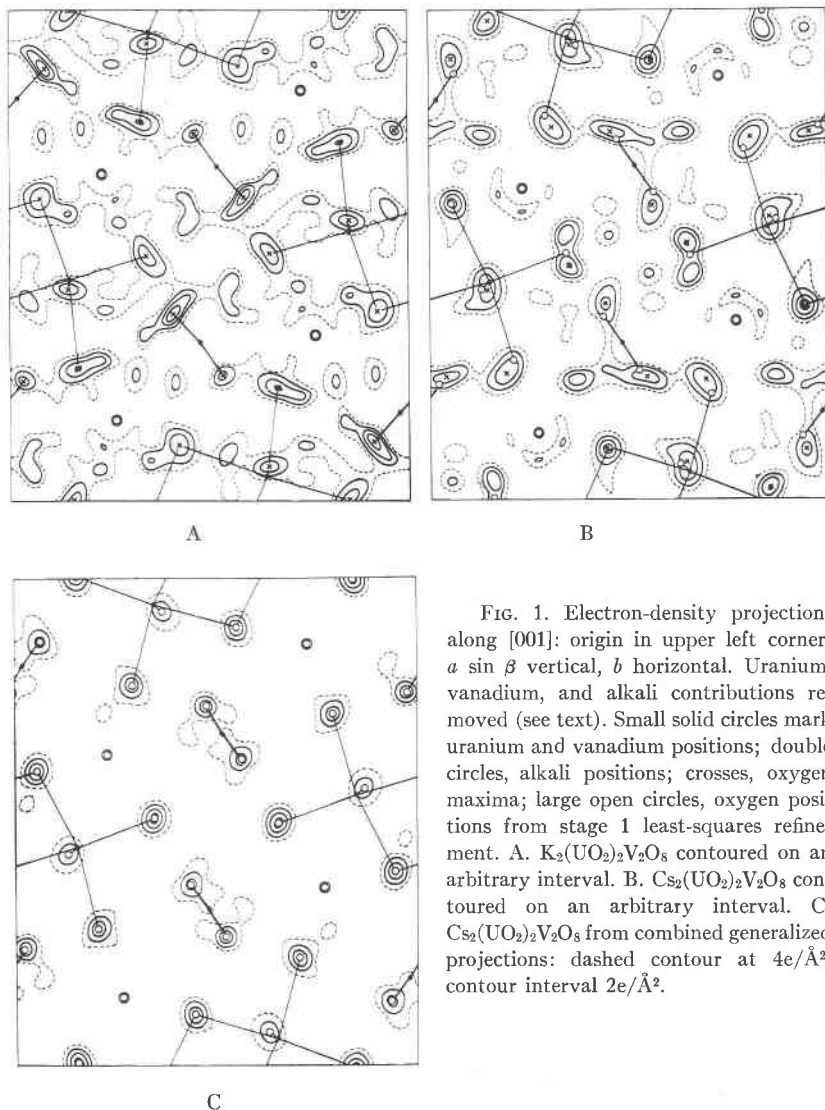 A
B
FIG. 1. Electron-density projection
along [001]: origin in upper left corner
a sin β vertical, b horizontal. Uranium
vanadium, and alkali contributions re
moved (see text). Small solid circles mark
uranium and vanadium positions; double
circles, alkali positions; crosses, oxygen
maxima; large open circles, oxygen posi
tions from stage 1 least-squares refine
ment. A. K₂(UO₂)₂V₂O₈ contoured on an
arbitrary interval. B. Cs₂(UO₂)₂V₂O₈ con
toured on an arbitrary interval. C
Cs₂(UO₂)₂V₂O₈ from combined generalized
projections: dashed contour at 4e/Å²
contour interval 2e/Å².
C